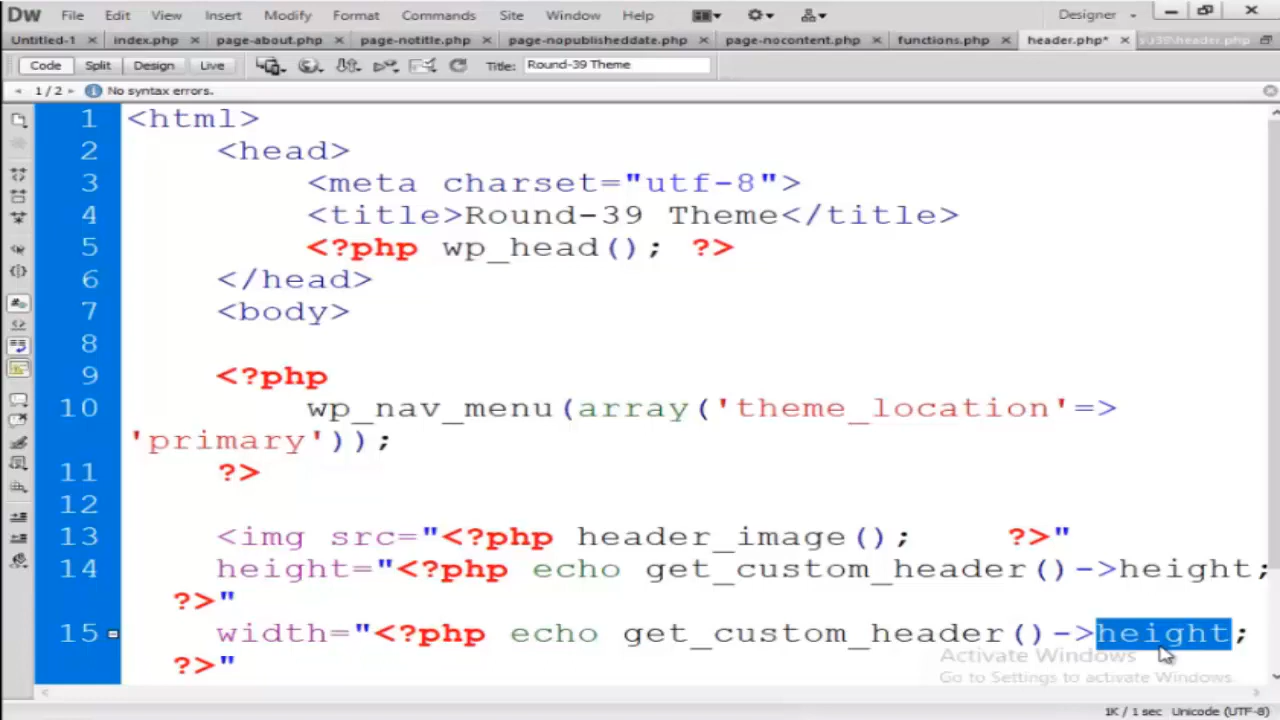 DW File Edit View Insert Modify Format Commands Site Window Help Designer
Untitled-1 index.php page-about.php page-notitle.php page-nopublisheddate.php page-nocontent.php functions.php header.php*
Code Split Design Live Title: Round-39 Theme
1/2 No syntax errors.
1 <html>
2 <head>
3 <meta charset="utf-8">
4 <title>Round-39 Theme</title>
5 <?php wp_head(); ?>
6 </head>
7 <body>
8
9 <?php
10 wp_nav_menu(array('theme_location'=>
'primary'));
11 ?>
12
13 <img src="<?php header_image(); ?>"
14 height="<?php echo get_custom_header()->height;
?>"
15 width="<?php echo get_custom_header()->height;
?>"
Activate Windows
Go to Settings to activate Windows.
1K / 1 sec Unicode (UTF-8)